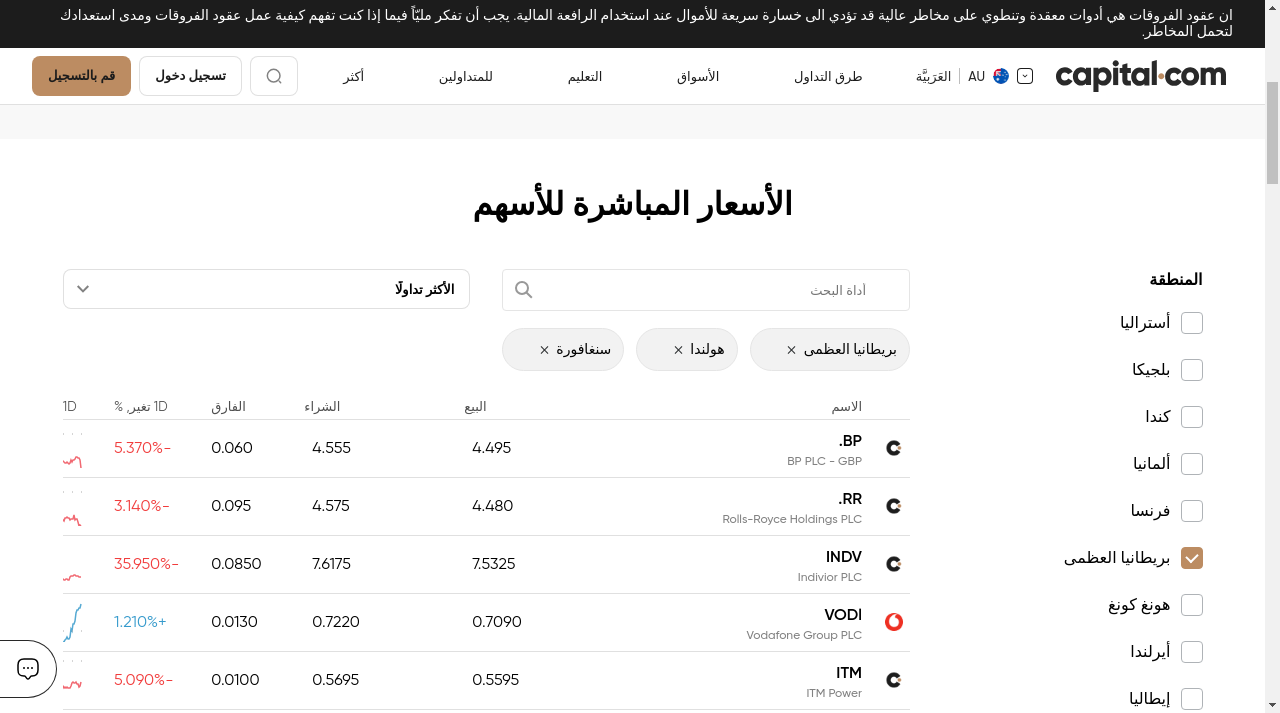 ان عقود الفروقات هي أدوات معقدة وتنطوي على مخاطر عالية قد تؤدي الى خسارة سريعة للأموال عند استخدام الرافعة المالية. يجب أن تفكر مليّاً فيما إذا كنت تفهم كيفية عمل عقود الفروقات ومدى استعدادك
لتحمل المخاطر.
capital.com
AU
العَرَبيَّة
طرق التداول
الأسواق
التعليم
للمتداولين
أكثر
تسجيل دخول
قم بالتسجيل
الأسعار المباشرة للأسهم
المنطقة
أستراليا
بلجيكا
كندا
ألمانيا
فرنسا
بريطانيا العظمى
هونغ كونغ
أيرلندا
إيطاليا
أداة البحث
الأكثر تداولًا
بريطانيا العظمى ×
هولندا ×
سنغافورة ×
الاسم البيع الشراء الفارق 1D تغير, % 1D
BP. 4.495 4.555 0.060 -5.370%
BP PLC - GBP
RR. 4.480 4.575 0.095 -3.140%
Rolls-Royce Holdings PLC
INDV 7.5325 7.6175 0.0850 -35.950%
Indivior PLC
VODl 0.7090 0.7220 0.0130 +1.210%
Vodafone Group PLC
ITM 0.5595 0.5695 0.0100 -5.090%
ITM Power